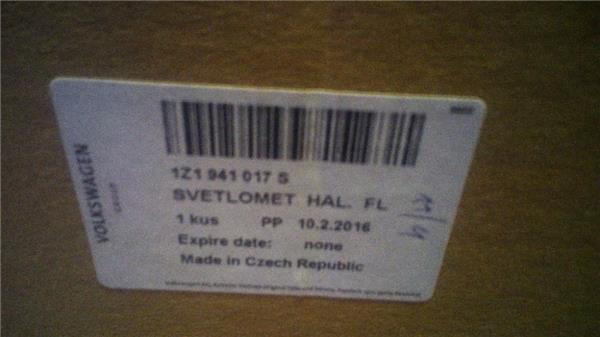 VOLKSWAGEN
GROUP
1Z1 941 017 S
SVETLOMET HAL. FL
1 kus PP 10.2.2016
Expire date: none
Made in Czech Republic